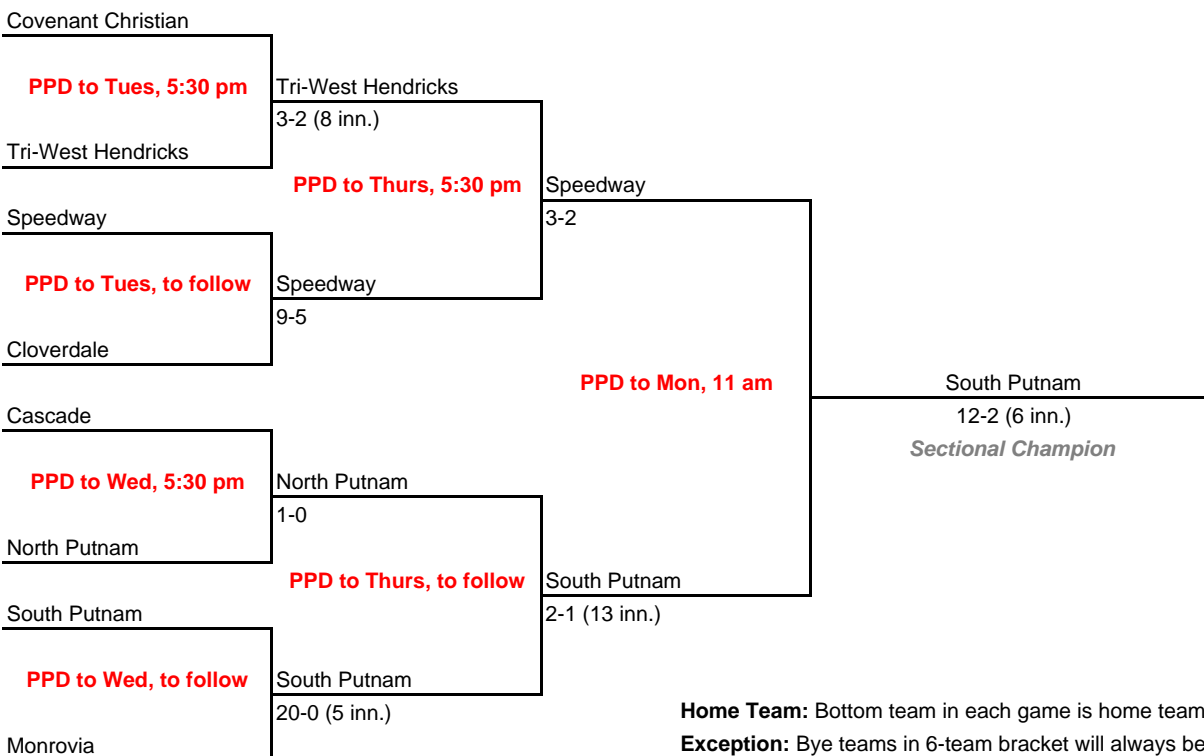 Covenant Christian
PPD to Tues, 5:30 pm
Tri-West Hendricks
3-2 (8 inn.)
Tri-West Hendricks
PPD to Thurs, 5:30 pm
Speedway
3-2
Speedway
PPD to Tues, to follow
Speedway
9-5
Cloverdale
PPD to Mon, 11 am
South Putnam
12-2 (6 inn.)
Sectional Champion
Cascade
PPD to Wed, 5:30 pm
North Putnam
1-0
North Putnam
PPD to Thurs, to follow
South Putnam
2-1 (13 inn.)
South Putnam
PPD to Wed, to follow
South Putnam
20-0 (5 inn.)
Monrovia
Home Team: Bottom team in each game is home team
Exception: Bye teams in 6-team bracket will always be